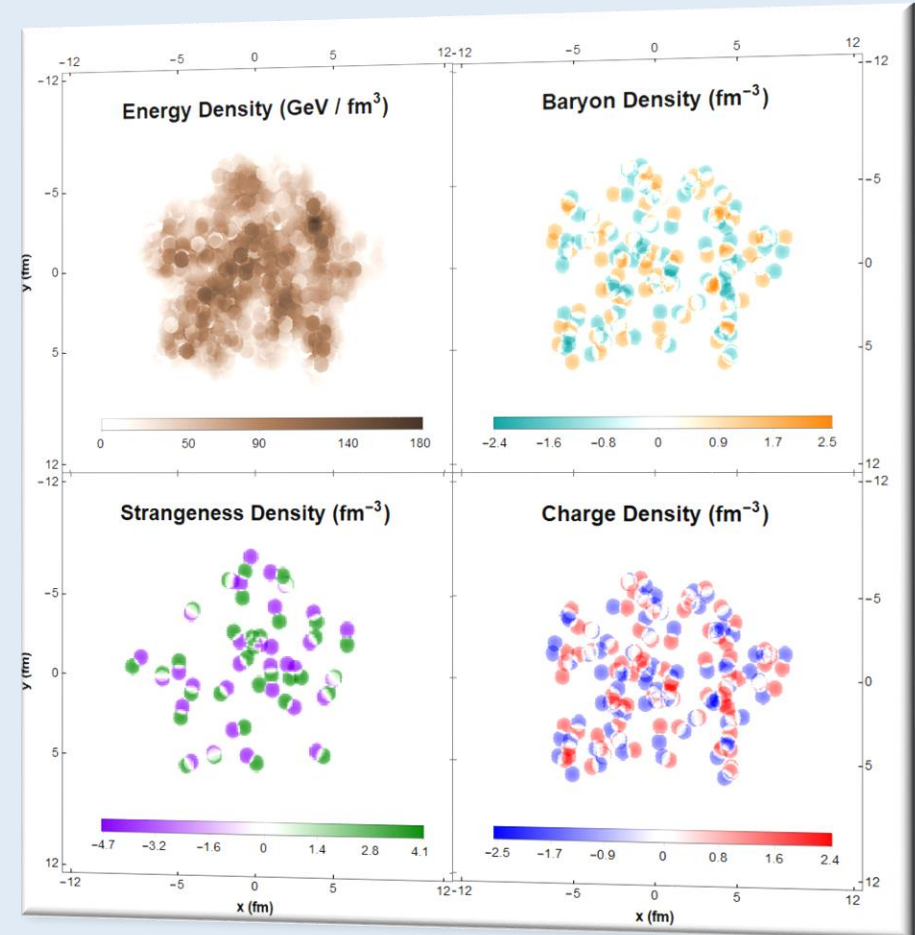 −12 −5 0 5 12
−12 −5 0 5 12
−12
−5
0
5
12
y (fm)
Energy Density (GeV / fm³)
0 50 90 140 180
Baryon Density (fm⁻³)
−2.4 −1.6 −0.8 0 0.9 1.7 2.5
−12
−5
0
5
12
−12
−5
0
5
12
y (fm)
Strangeness Density (fm⁻³)
−4.7 −3.2 −1.6 0 1.4 2.8 4.1
−12 −5 0 5 12
x (fm)
Charge Density (fm⁻³)
−2.5 −1.7 −0.9 0 0.8 1.6 2.4
−12
−5
0
5
12
−12 −5 0 5 12
x (fm)